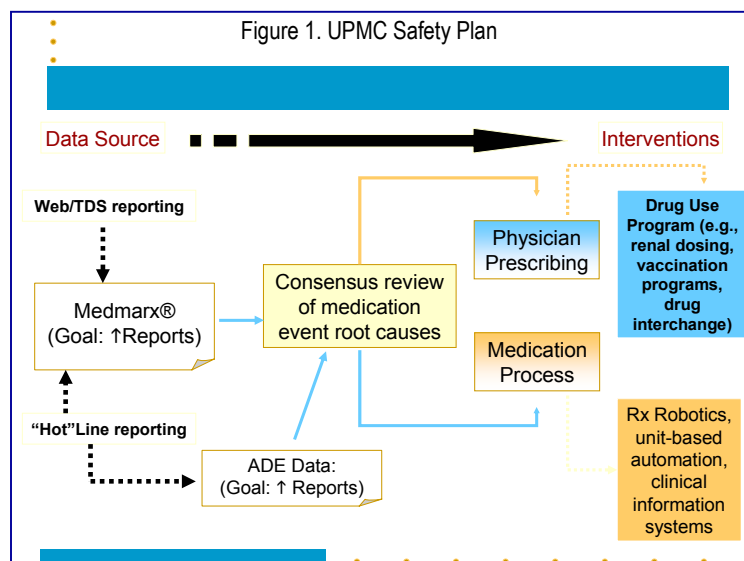 Figure 1. UPMC Safety Plan
Data Source
Interventions
Web/TDS reporting
Medmarx®
(Goal: ↑Reports)
"Hot"Line reporting
ADE Data:
(Goal: ↑ Reports)
Consensus review
of medication
event root causes
Physician
Prescribing
Medication
Process
Drug Use
Program (e.g.,
renal dosing,
vaccination
programs,
drug
interchange)
Rx Robotics,
unit-based
automation,
clinical
information
systems